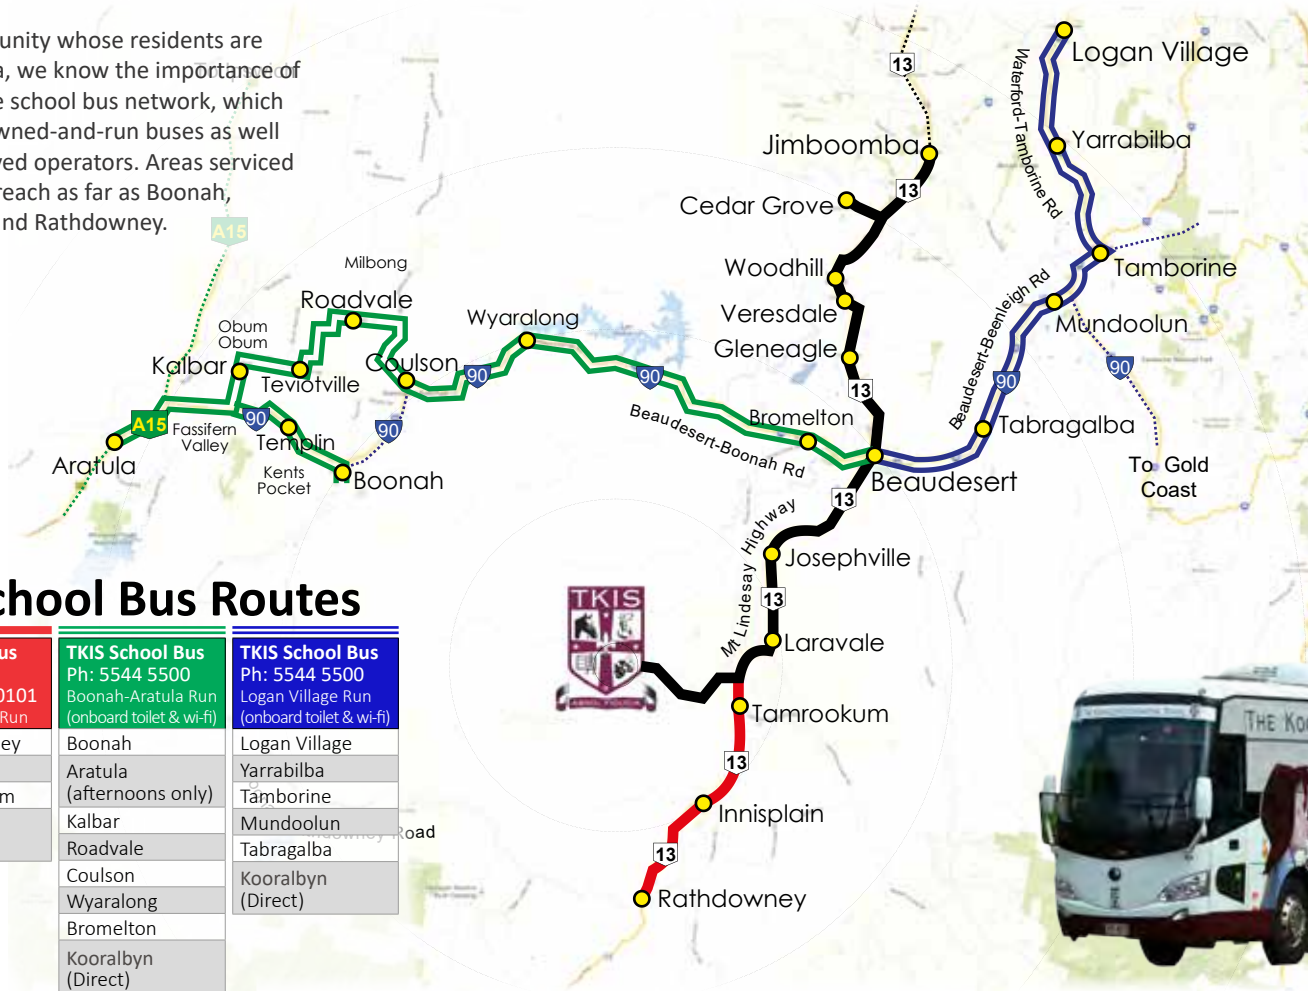 unity whose residents are
a, we know the importance of
e school bus network, which
wned-and-run buses as well
ved operators. Areas serviced
reach as far as Boonah,
nd Rathdowney.
A15
13
Logan Village
Waterford-Tamborine Rd
Jimboomba
Yarrabilba
13
Cedar Grove
Milbong
Woodhill
Tamborine
Roadvale
Veresdale
Beaudesert-Beenleigh Rd
Mundoolun
Obum
Obum
Wyaralong
Gleneagle
Kalbar
Teviotville
Coulson
90
90
13
90
90
A15
Fassifern
Valley
90
Templin
90
Beaudesert-Boonah Rd
Bromelton
Tabragalba
Aratula
Kents
Pocket
Boonah
Beaudesert
To Gold
Coast
13
Mt Lindesay Highway
Josephville
13
TKIS
Laravale
Tamrookum
13
Innisplain
13
Rathdowney
chool Bus Routes
us
0101
Run
ey
m
TKIS School Bus
Ph: 5544 5500
Boonah-Aratula Run
(onboard toilet & wi-fi)
Boonah
Aratula
(afternoons only)
Kalbar
Roadvale
Coulson
Wyaralong
Bromelton
Kooralbyn
(Direct)
TKIS School Bus
Ph: 5544 5500
Logan Village Run
(onboard toilet & wi-fi)
Logan Village
Yarrabilba
Tamborine
Mundoolun
Tabragalba
Kooralbyn
(Direct)
Road
THE KOO